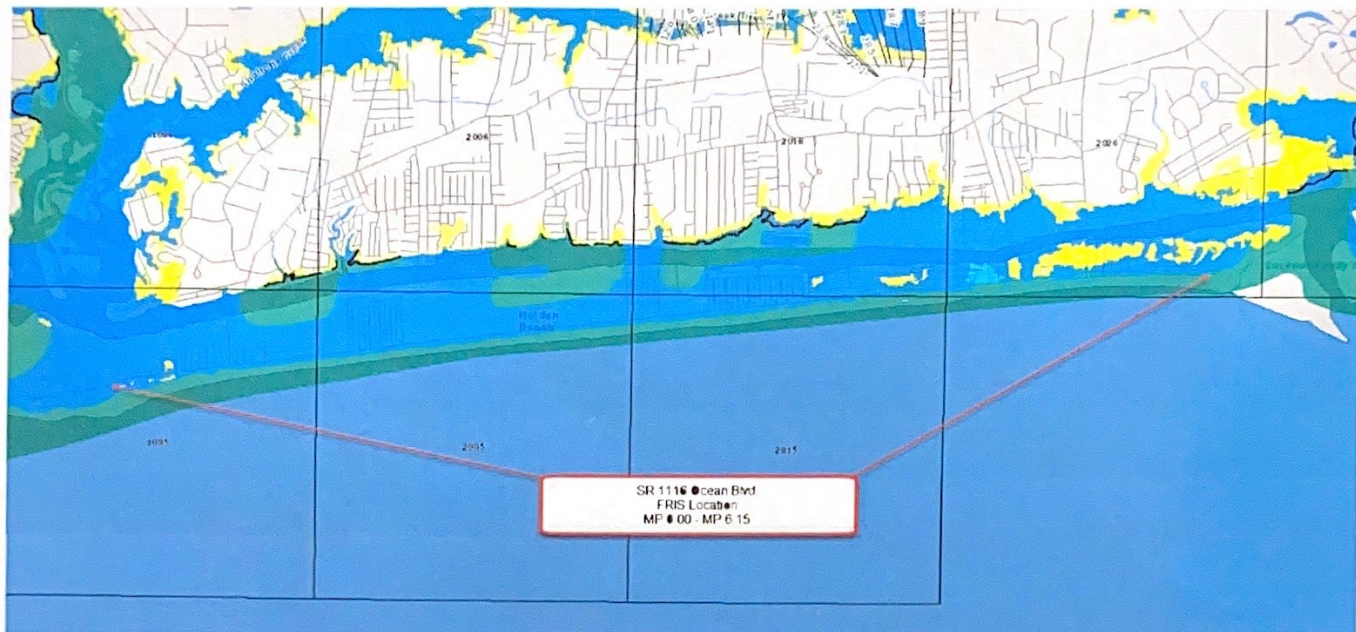 2006
2016
2026
Holden
Beach
1095
2005
2015
SR 1116 Ocean Blvd
FRIS Location
MP 0.00 - MP 6.15